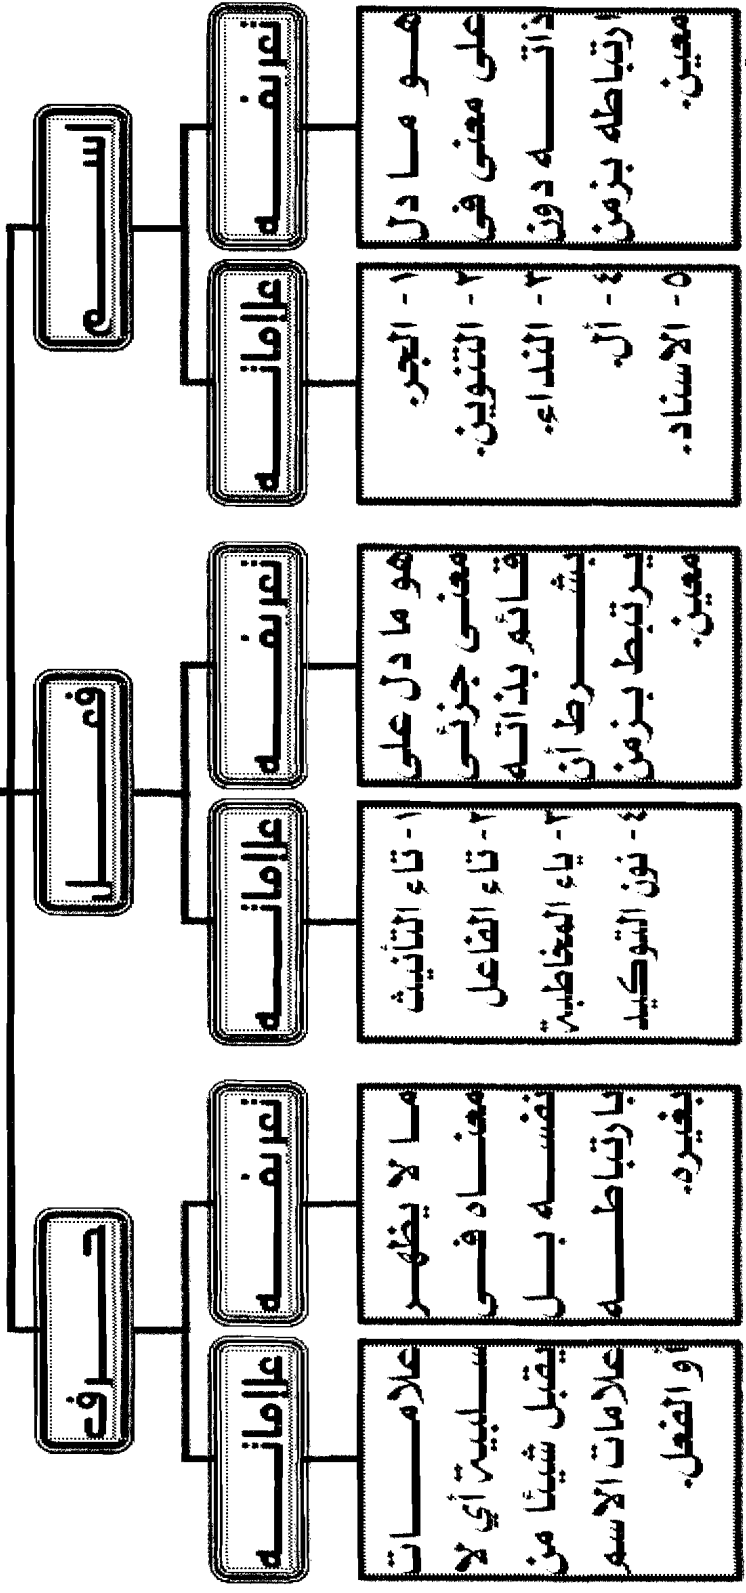 اسم
فعل
حرف
تعريفه
علاماته
تعريفه
علاماته
تعريفه
علاماته
هو ما دل
على معنى في
ذاته دون
ارتباطه بزمن
معين.
١- الجر.
٢- التنوين.
٣- النداء.
٤- أل.
٥- الاسناد.
هو ما دل على
معنى جزئى
قائم بذاته
بشرط أن
يرتبط بزمن
معين.
١- تاء التأنيث
٢- تاء الفاعل
٣- ياء المخاطبة
٤- نون التوكيد
ما لا يظهر
معناه في
نفسه بل
بارتباطه
بغيره.
علامات
سلبية أي لا
يقبل شيئا من
علامات الاسم
أو الفعل.